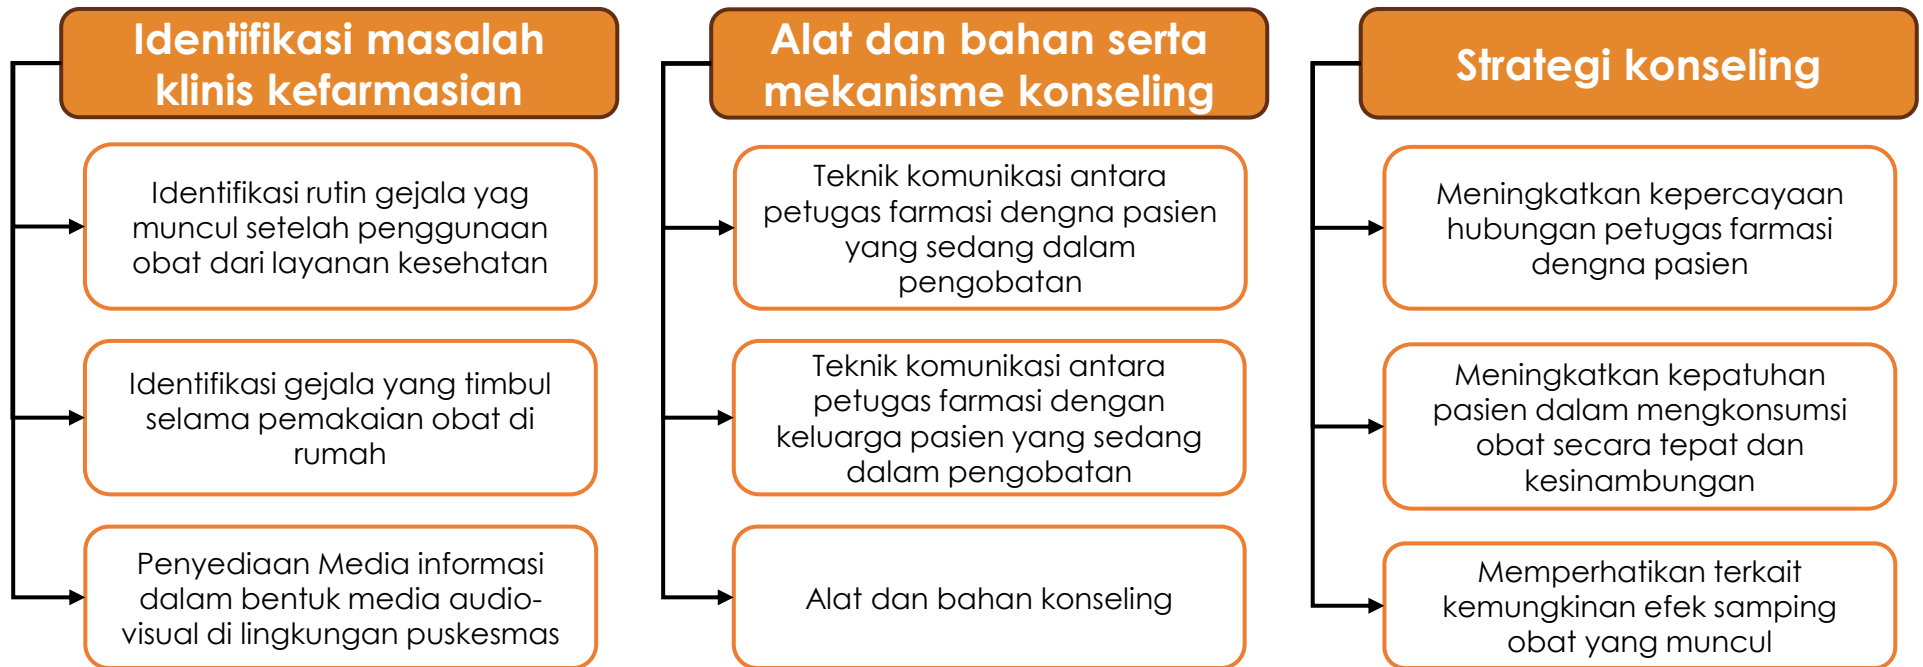 Identifikasi masalah
klinis kefarmasian
Identifikasi rutin gejala yag
muncul setelah penggunaan
obat dari layanan kesehatan
Identifikasi gejala yang timbul
selama pemakaian obat di
rumah
Penyediaan Media informasi
dalam bentuk media audio-
visual di lingkungan puskesmas
Alat dan bahan serta
mekanisme konseling
Teknik komunikasi antara
petugas farmasi dengna pasien
yang sedang dalam
pengobatan
Teknik komunikasi antara
petugas farmasi dengan
keluarga pasien yang sedang
dalam pengobatan
Alat dan bahan konseling
Strategi konseling
Meningkatkan kepercayaan
hubungan petugas farmasi
dengna pasien
Meningkatkan kepatuhan
pasien dalam mengkonsumsi
obat secara tepat dan
kesinambungan
Memperhatikan terkait
kemungkinan efek samping
obat yang muncul